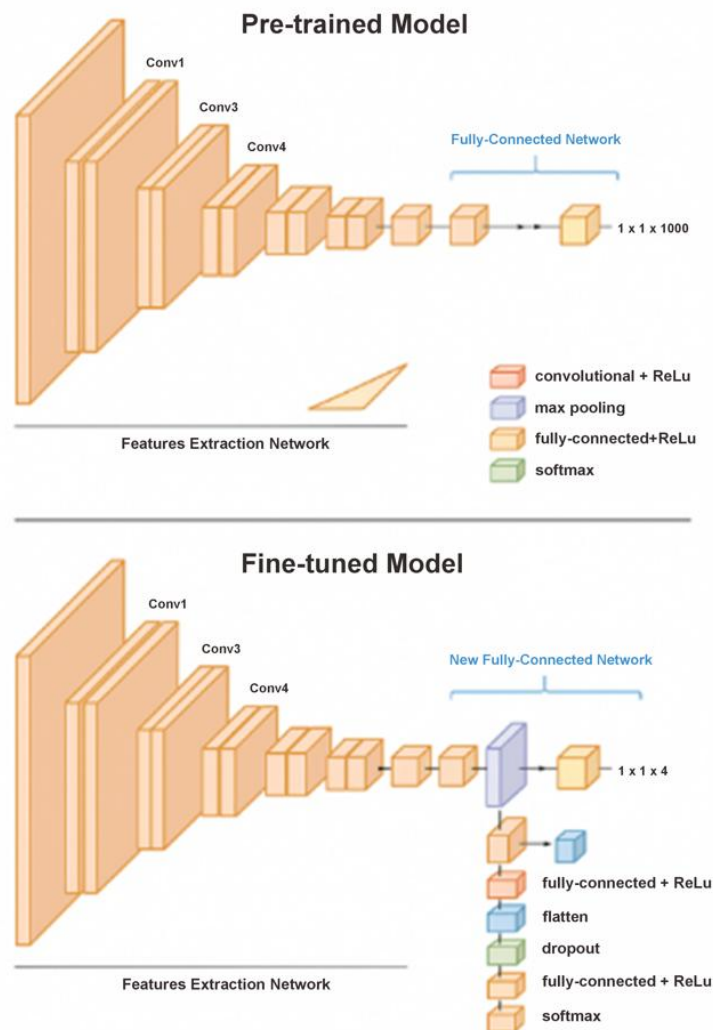 Pre-trained Model
Conv1
Conv3
Conv4
Fully-Connected Network
1 x 1 x 1000
convolutional + ReLu
max pooling
fully-connected+ReLu
softmax
Features Extraction Network
Fine-tuned Model
Conv1
Conv3
Conv4
New Fully-Connected Network
1 x 1 x 4
fully-connected + ReLu
flatten
dropout
fully-connected + ReLu
softmax
Features Extraction Network